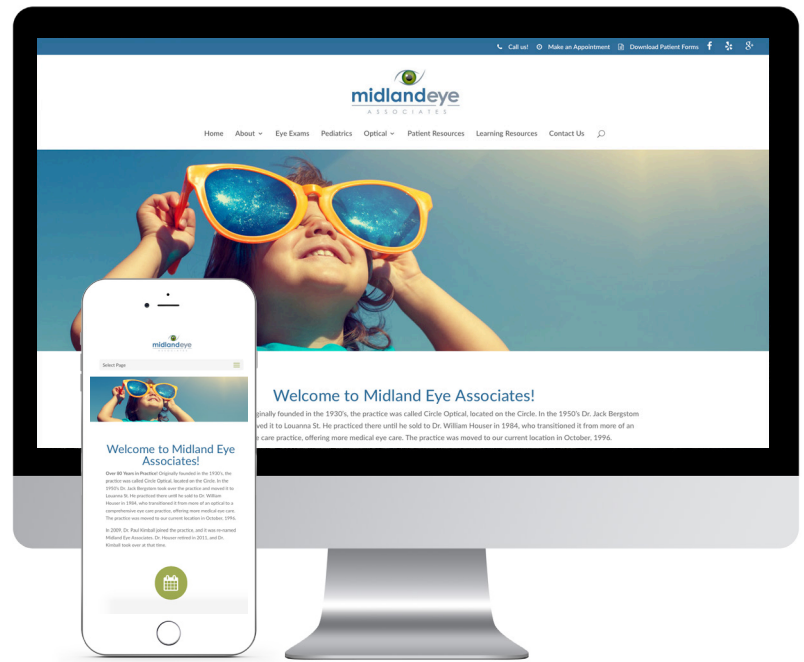 Call us! Make an Appointment Download Patient Forms
midlandeye
ASSOCIATES
Home About Eye Exams Pediatrics Optical Patient Resources Learning Resources Contact Us
Welcome to Midland Eye Associates!
ginally founded in the 1930's, the practice was called Circle Optical, located on the Circle. In the 1950's Dr. Jack Bergstom
ved it to Louanna St. He practiced there until he sold to Dr. William Houser in 1984, who transitioned it from more of an
care practice, offering more medical eye care. The practice was moved to our current location in October, 1996.
midlandeye
Select Page
Welcome to Midland Eye
Associates!
Over 80 Years in Practice! Originally founded in the 1930's, the
practice was called Circle Optical, located on the Circle. In the
1950's Dr. Jack Bergstom took over the practice and moved it to
Louanna St. He practiced there until he sold to Dr. William
Houser in 1984, who transitioned it from more of an optical to a
comprehensive eye care practice, offering more medical eye care.
The practice was moved to our current location in October, 1996.
In 2009, Dr. Paul Kimball joined the practice, and it was re-named
Midland Eye Associates. Dr. Houser retired in 2011, and Dr.
Kimball took over at that time.